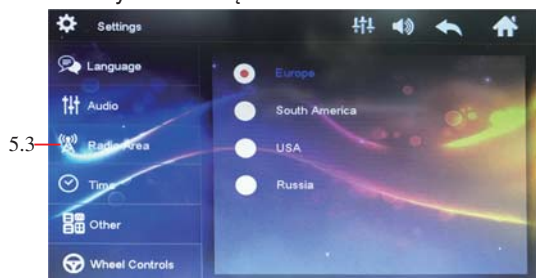 Settings
Language
Audio
5.3 Radio Area
Time
Other
Wheel Controls
Europe
South America
USA
Russia